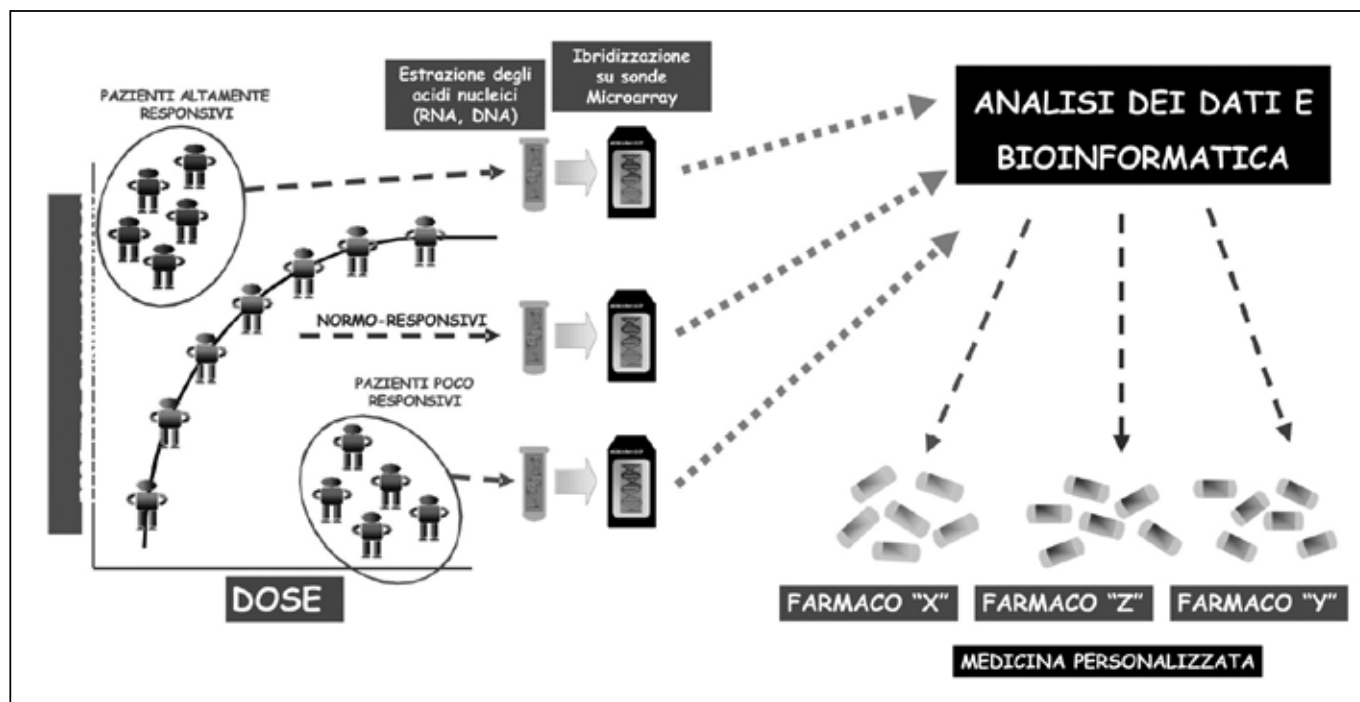 PAZIENTI ALTAMENTE
RESPONSIVI
Estrazione degli
acidi nucleici
(RNA, DNA)
Ibridizzazione
su sonde
Microarray
ANALISI DEI DATI E
BIOINFORMATICA
NORMO-RESPONSIVI
PAZIENTI POCO
RESPONSIVI
DOSE
FARMACO “X”
FARMACO “Z”
FARMACO “Y”
MEDICINA PERSONALIZZATA